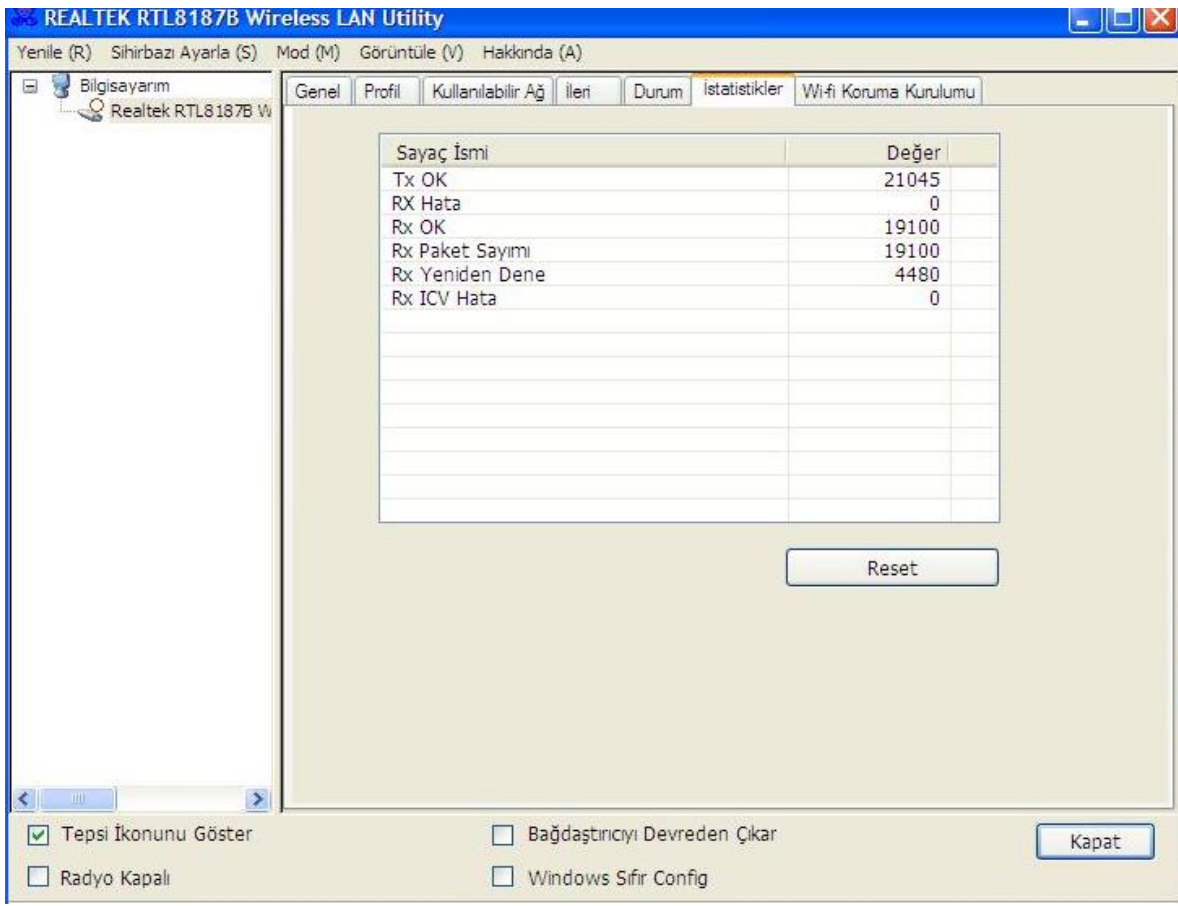 REALTEK RTL8187B Wireless LAN Utility
Yenile (R) Sihirbazı Ayarla (S) Mod (M) Görüntüle (V) Hakkında (A)
Bilgisayarım
Realtek RTL8187B W
Genel Profil Kullanılabilir Ağ İleri Durum İstatistikler Wi-fi Koruma Kurulumu
Sayaç İsmi Değer
Tx OK 21045
RX Hata 0
Rx OK 19100
Rx Paket Sayımı 19100
Rx Yeniden Dene 4480
Rx ICV Hata 0
Reset
Tepsi İkonunu Göster Bağdaştırıcıyı Devreden Çıkar Kapat
Radyo Kapalı Windows Sıfır Config